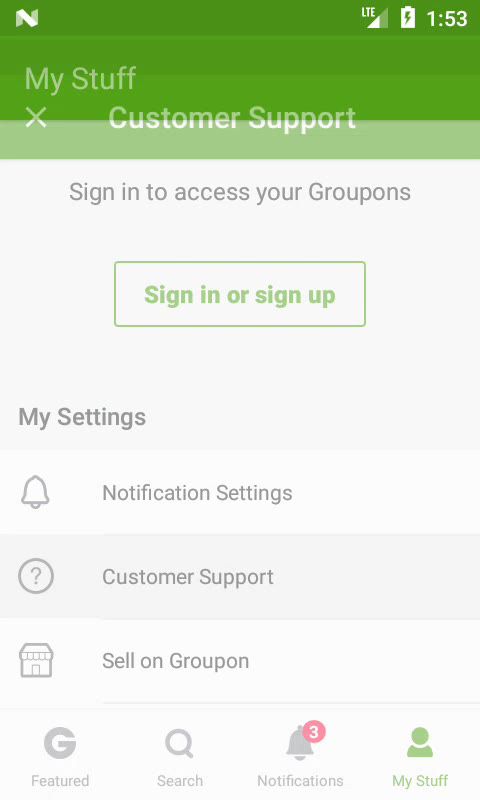 LTE 1:53
My Stuff
Customer Support
Sign in to access your Groupons
Sign in or sign up
My Settings
Notification Settings
? Customer Support
Sell on Groupon
G 3
Featured Search Notifications My Stuff